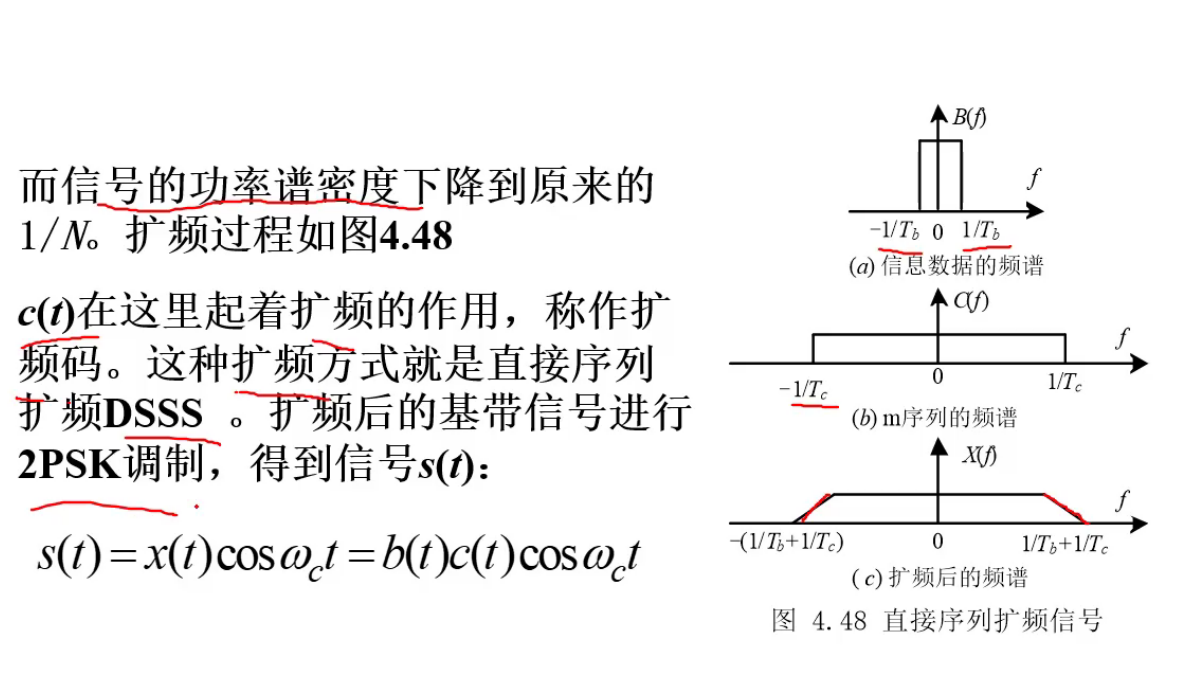 而信号的功率谱密度下降到原来的
1/N。扩频过程如图4.48
c(t)在这里起着扩频的作用，称作扩
频码。这种扩频方式就是直接序列
扩频DSSS 。扩频后的基带信号进行
2PSK调制，得到信号s(t)：
s(t)=x(t)cosω_c t=b(t)c(t)cosω_c t
B(f)
f
-1/T_b 0 1/T_b
(a)信息数据的频谱
C(f)
f
-1/T_c 0 1/T_c
(b)m序列的频谱
X(f)
f
-(1/T_b+1/T_c) 0 1/T_b+1/T_c
(c)扩频后的频谱
图 4.48 直接序列扩频信号